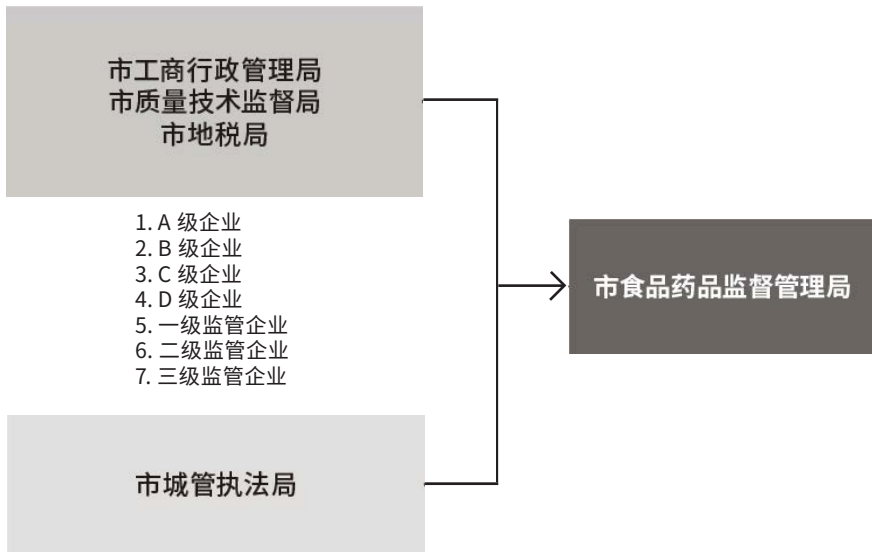 市工商行政管理局
市质量技术监督局
市地税局
1. A 级企业
2. B 级企业
3. C 级企业
4. D 级企业
5. 一级监管企业
6. 二级监管企业
7. 三级监管企业
市食品药品监督管理局
市城管执法局